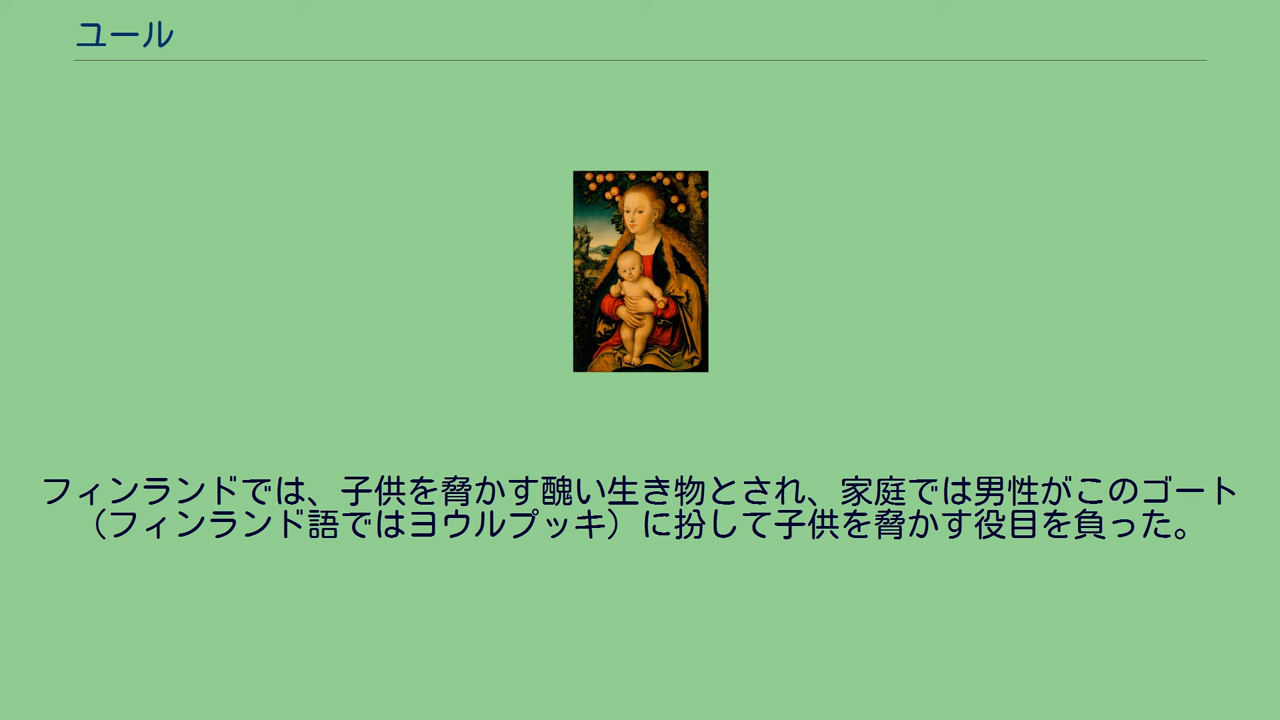 ユール
フィンランドでは、子供を脅かす醜い生き物とされ、家庭では男性がこのゴート
（フィンランド語ではヨウルプッキ）に扮して子供を脅かす役目を負った。